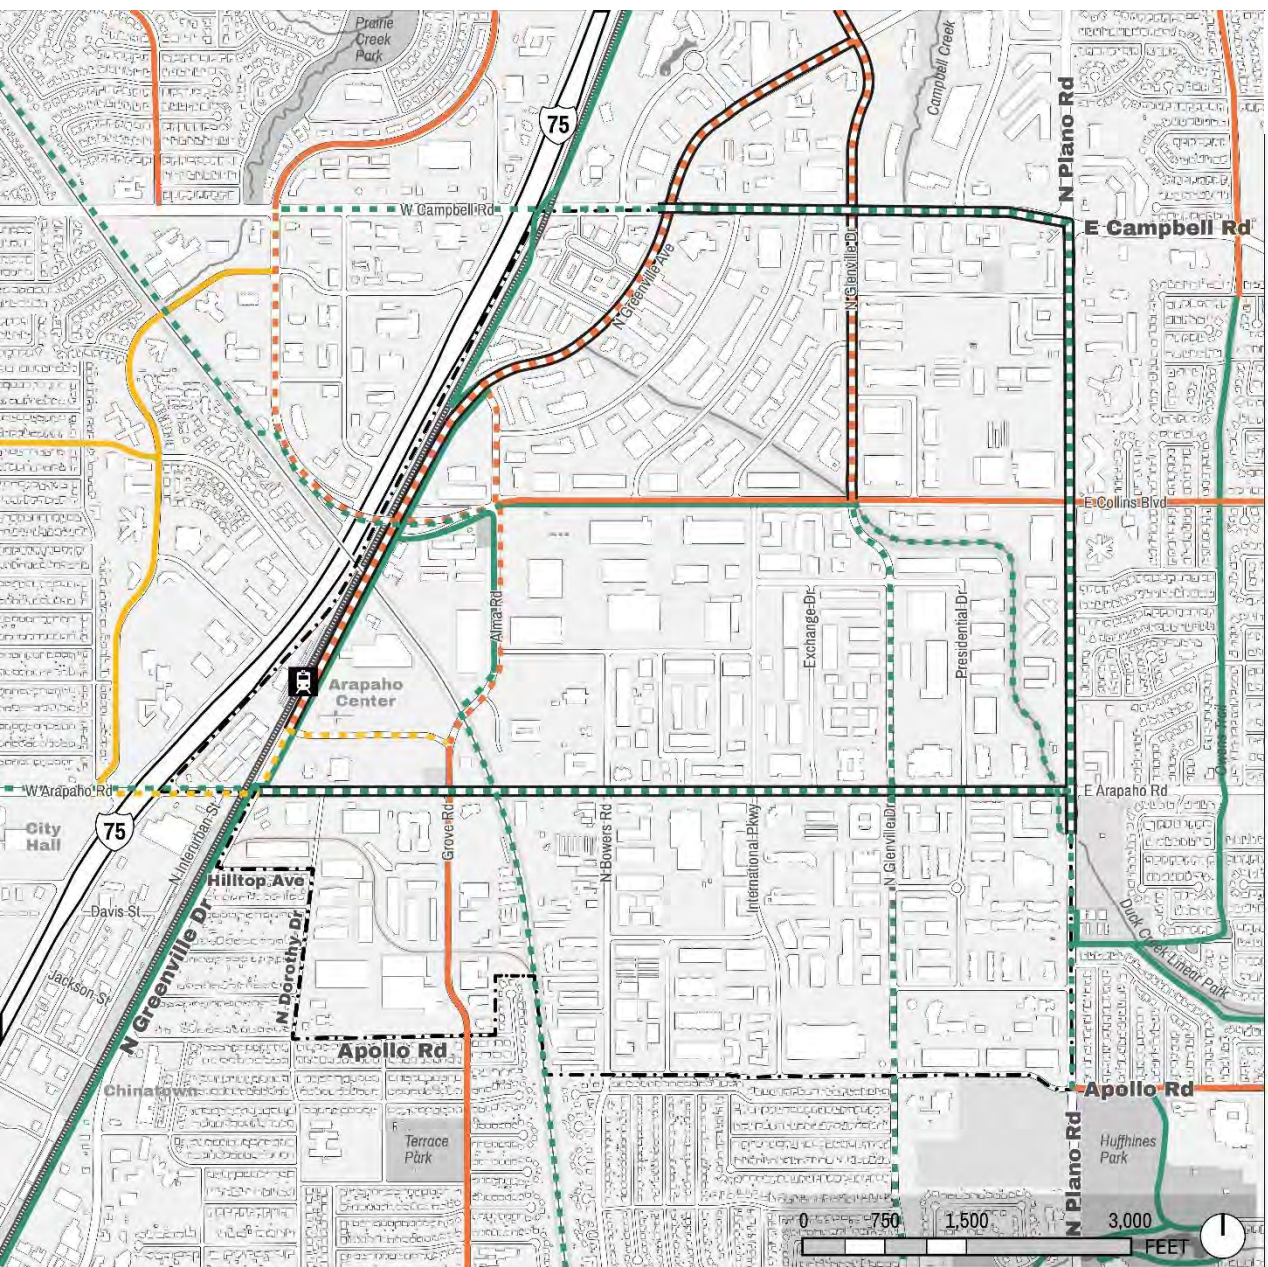 Prairie
Creek
Park
75
Campbell Creek
N Plano Rd
W Campbell Rd
E Campbell Rd
N Greenville Ave
N Glenville Dr
E Collins Blvd
Alma Rd
Exchange Dr
Presidential Dr
Arapaho
Center
Owens Trail
W Arapaho Rd
E Arapaho Rd
75
City
Hall
N Interurban St
Grove Rd
N Bowers Rd
International Pkwy
N Glenville Dr
Hilltop Ave
Davis St
N Greenville Dr
N Dorothy Dr
Jackson St
Duck Creek Linear Park
Apollo Rd
Chinatown
Apollo Rd
Terrace
Park
N Plano Rd
Huffhines
Park
0 750 1,500 3,000
FEET